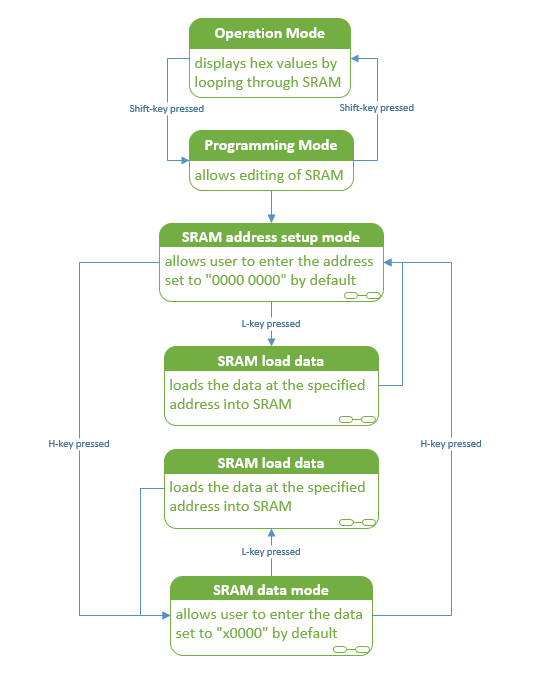 Operation Mode
displays hex values by
looping through SRAM
Shift-key pressed
Shift-key pressed
Programming Mode
allows editing of SRAM
SRAM address setup mode
allows user to enter the address
set to "0000 0000" by default
L-key pressed
SRAM load data
loads the data at the specified
address into SRAM
H-key pressed
H-key pressed
SRAM load data
loads the data at the specified
address into SRAM
L-key pressed
SRAM data mode
allows user to enter the data
set to "x0000" by default